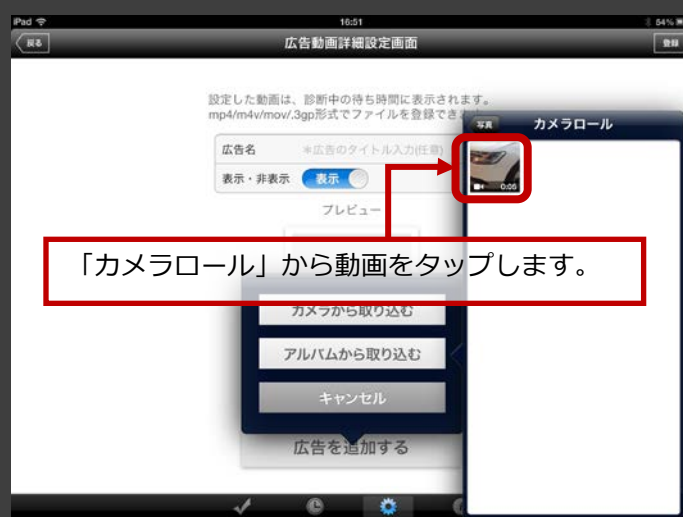 iPad 16:51 54%
戻る 広告動画詳細設定画面 登録
設定した動画は、診断中の待ち時間に表示されます。
mp4/m4v/mov/.3gp形式でファイルを登録でき
写真 カメラロール
広告名 *広告のタイトル入力(任意)
表示・非表示 表示
0:06
プレビュー
「カメラロール」から動画をタップします。
カメラから取り込む
アルバムから取り込む
キャンセル
広告を追加する